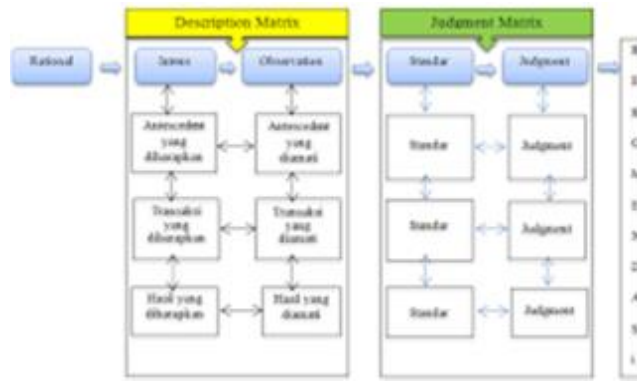 Description Matrix
Judgment Matrix
Rational
Intens
Observation
Standar
Judgment
Antecedent
yang
diharapkan
Antecedent
yang
diamati
Standar
Judgment
Transaksi
yang
diharapkan
Transaksi
yang
diamati
Standar
Judgment
Hasil yang
diharapkan
Hasil yang
diamati
Standar
Judgment